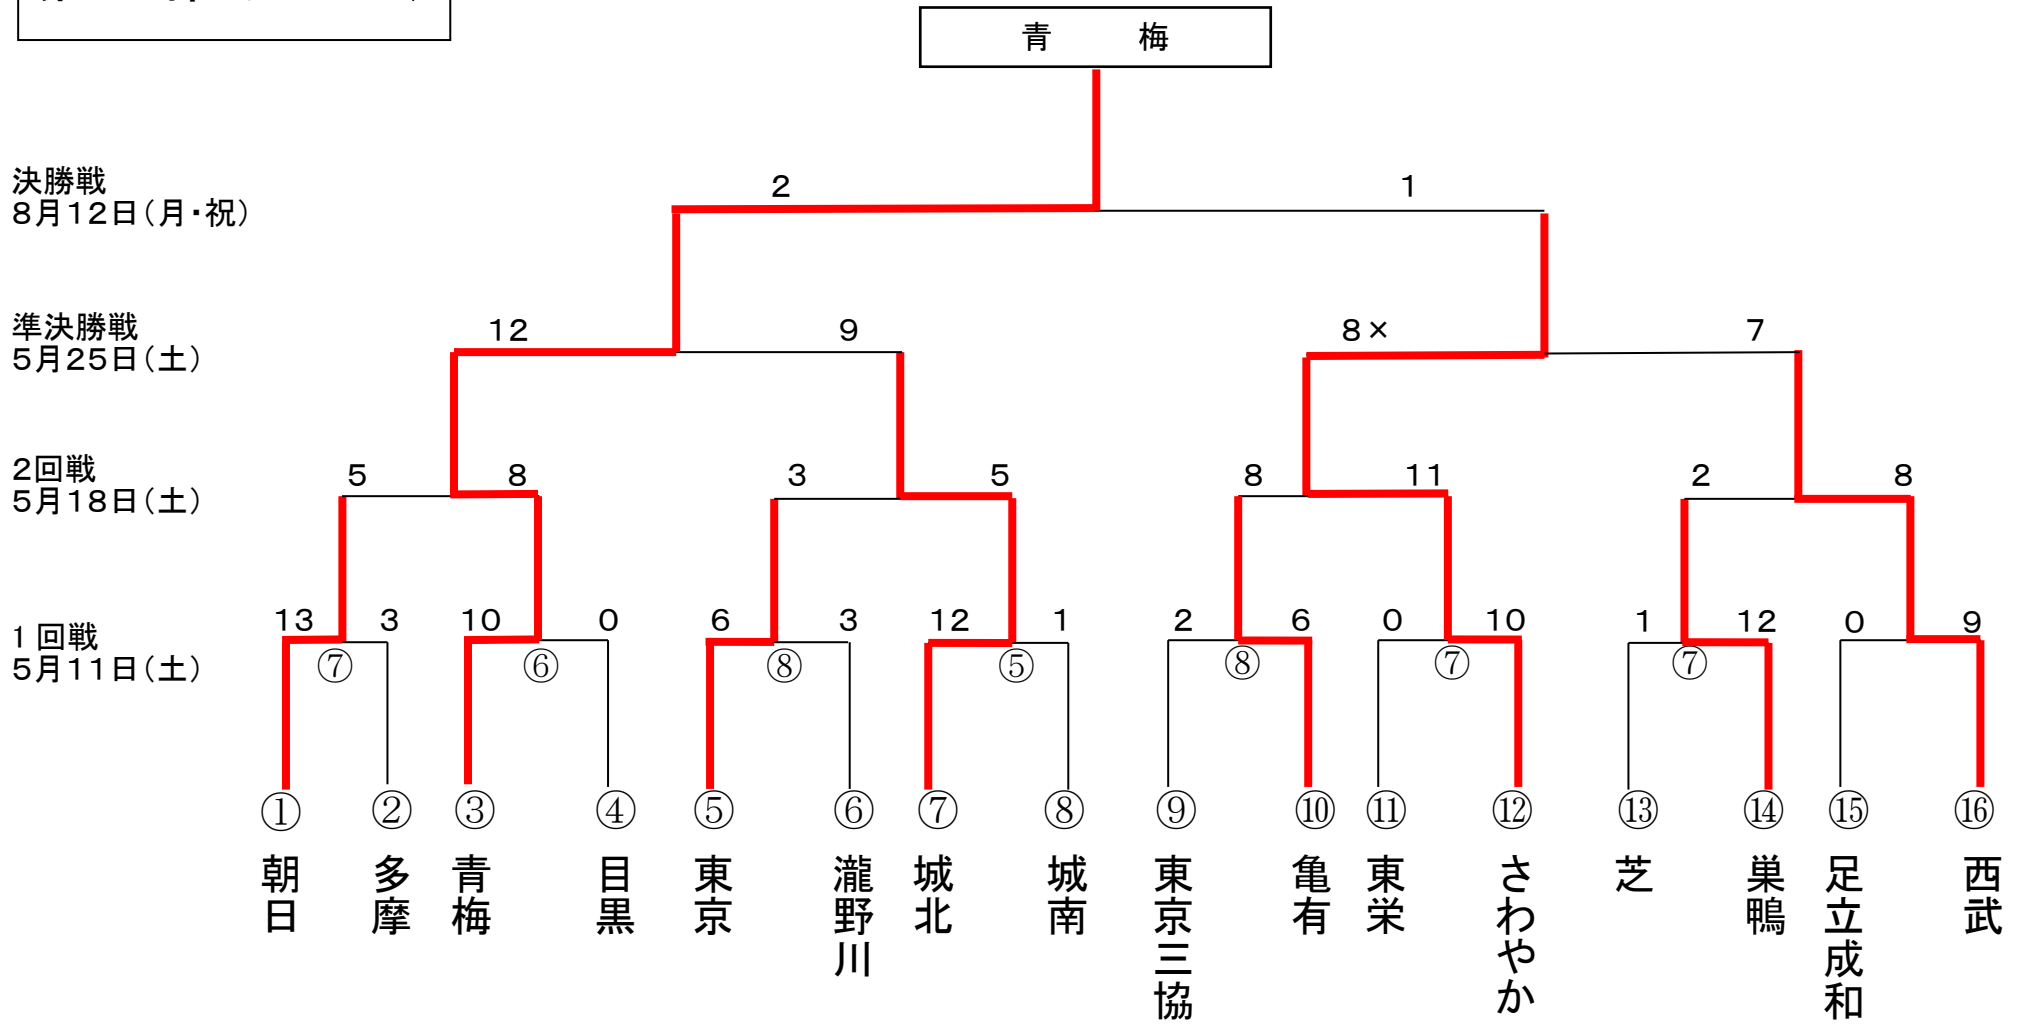 青　　梅
決勝戦
8月12日(月・祝)
2 1
準決勝戦
5月25日(土)
12 9 8× 7
2回戦
5月18日(土)
5 8 3 5 8 11 2 8
1回戦
5月11日(土)
13 3 10 0 6 3 12 1 2 6 0 10 1 12 0 9
⑦ ⑥ ⑧ ⑤ ⑧ ⑦ ⑦
① ② ③ ④ ⑤ ⑥ ⑦ ⑧ ⑨ ⑩ ⑪ ⑫ ⑬ ⑭ ⑮ ⑯
朝日
多摩
青梅
目黒
東京
瀧野川
城北
城南
東京三協
亀有
東栄
さわやか
芝
巣鴨
足立成和
西武